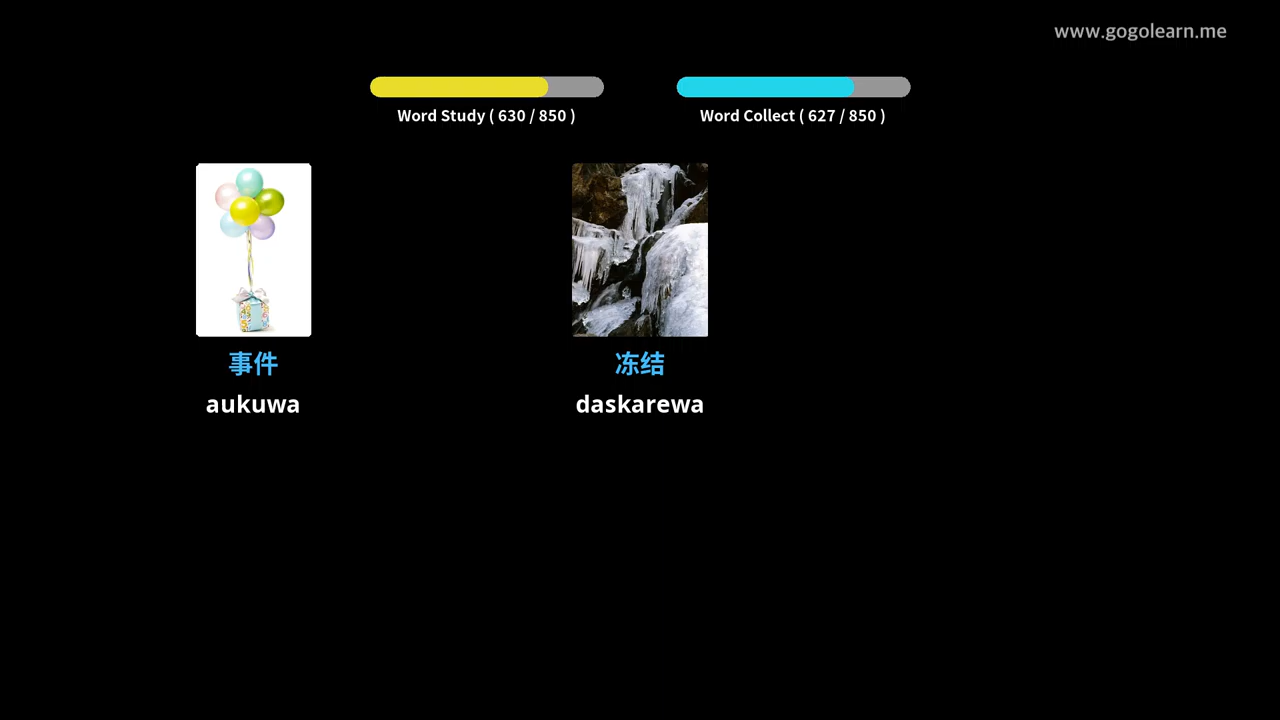 www.gogolearn.me
Word Study ( 630 / 850 )
Word Collect ( 627 / 850 )
事件
冻结
aukuwa
daskarewa